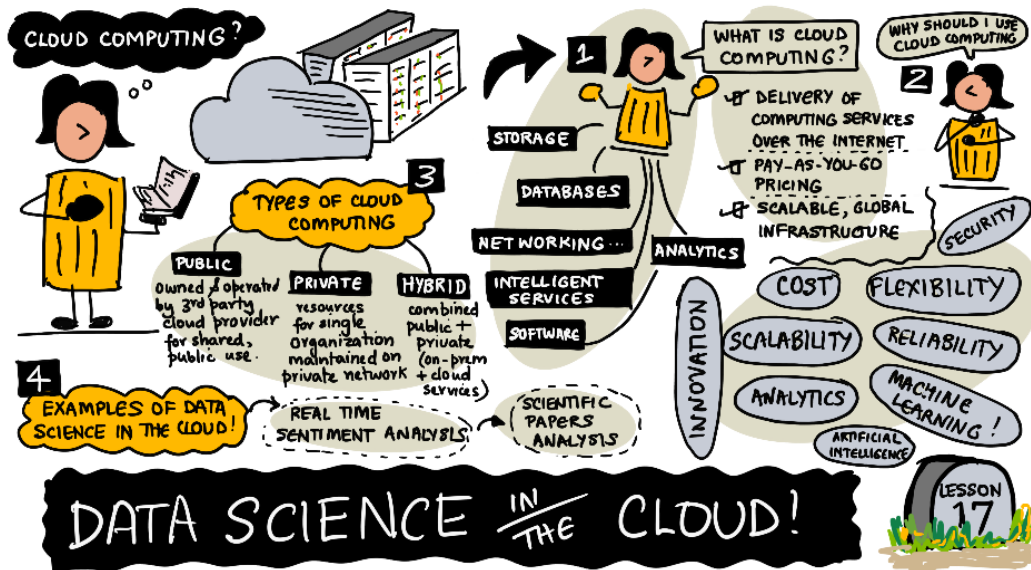 CLOUD COMPUTING?
1
WHAT IS CLOUD
COMPUTING?
DELIVERY OF
COMPUTING SERVICES
OVER THE INTERNET
PAY-AS-YOU-GO
PRICING
SCALABLE, GLOBAL
INFRASTRUCTURE
STORAGE
DATABASES
NETWORKING...
INTELLIGENT
SERVICES
SOFTWARE
ANALYTICS
WHY SHOULD I USE
CLOUD COMPUTING
2
SECURITY
COST
FLEXIBILITY
SCALABILITY
RELIABILITY
INNOVATION
ANALYTICS
MACHINE
LEARNING!
ARTIFICIAL
INTELLIGENCE
3
TYPES OF CLOUD
COMPUTING
PUBLIC
owned & operated
by 3rd party
cloud provider
for shared,
public use.
PRIVATE
resources
for single
organization
maintained on
private network
HYBRID
combined
public +
private
(on-prem
+ cloud
services)
4
EXAMPLES OF DATA
SCIENCE IN THE CLOUD!
REAL TIME
SENTIMENT ANALYSIS
SCIENTIFIC
PAPERS
ANALYSIS
DATA SCIENCE IN THE CLOUD!
LESSON
17